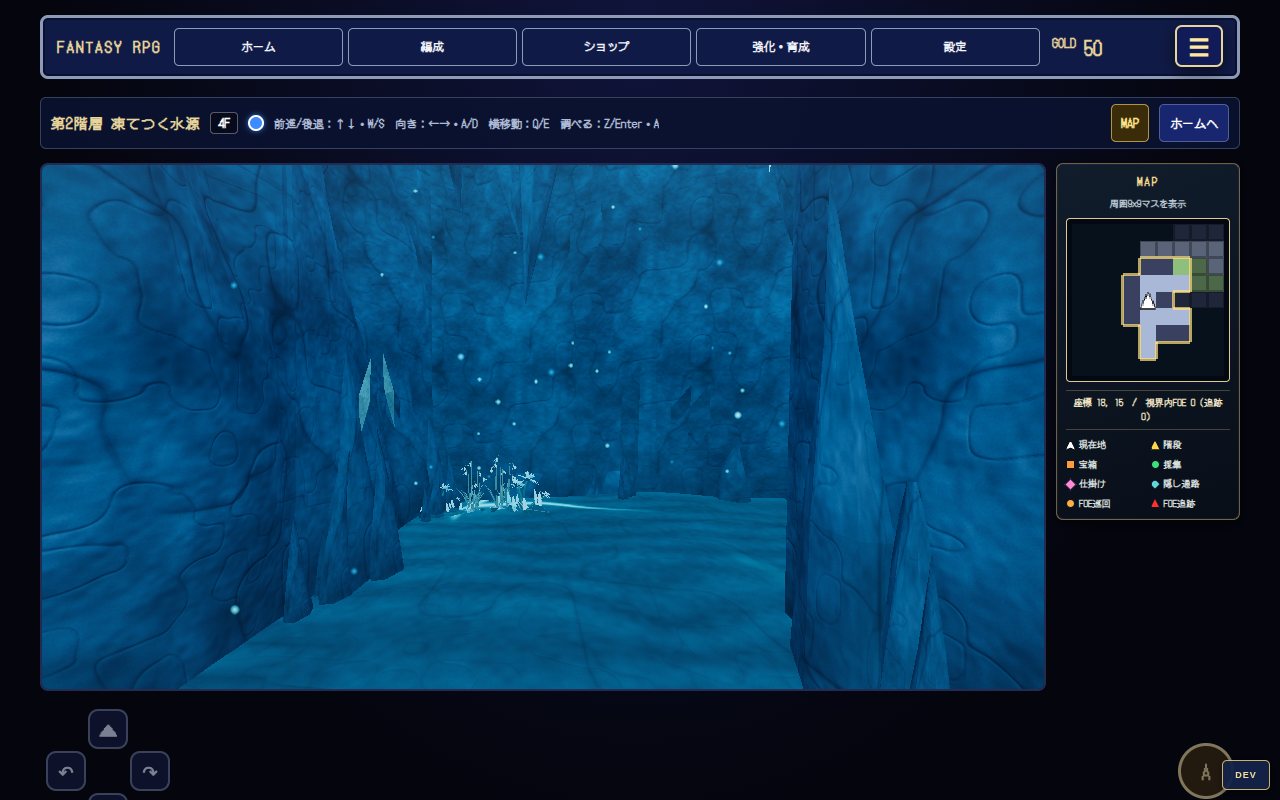 FANTASY RPG
ホーム
編成
ショップ
強化・育成
設定
GOLD 50
第2階層 凍てつく水源
4F
前進/後退：↑↓・W/S 向き：←→・A/D 横移動：Q/E 調べる：Z/Enter・A
MAP
ホームへ
MAP
周囲9x9マスを表示
座標 18, 15 / 視界内FOE 0（追跡
0）
現在地
階段
宝箱
採集
仕掛け
隠し通路
FOE巡回
FOE追跡
A
DEV